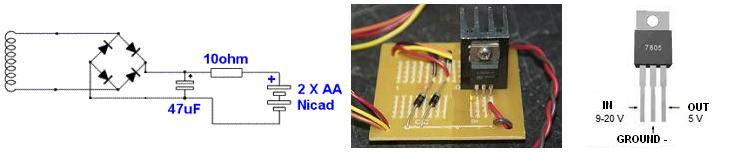 10ohm
+
+
2 X AA
47uF
Nicad
7805
IN
OUT
9-20 V
5 V
GROUND -